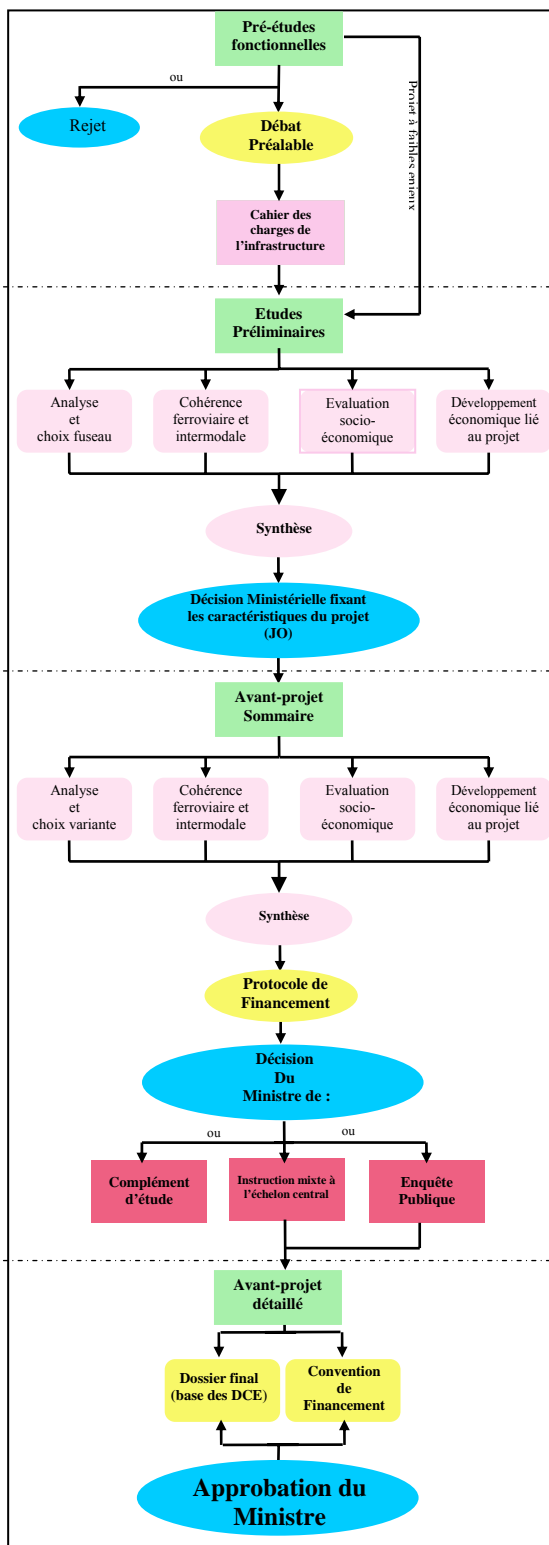 Pré-études
fonctionnelles
ou
Rejet
Débat
Préalable
Projet à faibles enjeux
Cahier des
charges de
l'infrastructure
Etudes
Préliminaires
Analyse
et
choix fuseau
Cohérence
ferroviaire et
intermodale
Evaluation
socio-
économique
Développement
économique lié
au projet
Synthèse
Décision Ministérielle fixant
les caractéristiques du projet
(JO)
Avant-projet
Sommaire
Analyse
et
choix variante
Cohérence
ferroviaire et
intermodale
Evaluation
socio-
économique
Développement
économique lié
au projet
Synthèse
Protocole de
Financement
Décision
Du
Ministre de :
ou
ou
Complément
d'étude
Instruction mixte à
l'échelon central
Enquête
Publique
Avant-projet
détaillé
Dossier final
(base des DCE)
Convention
de
Financement
Approbation du
Ministre